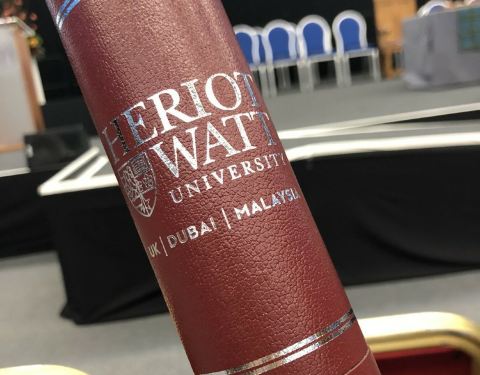 HERIOT
WATT
UNIVERSITY
UK | DUBAI | MALAYSIA